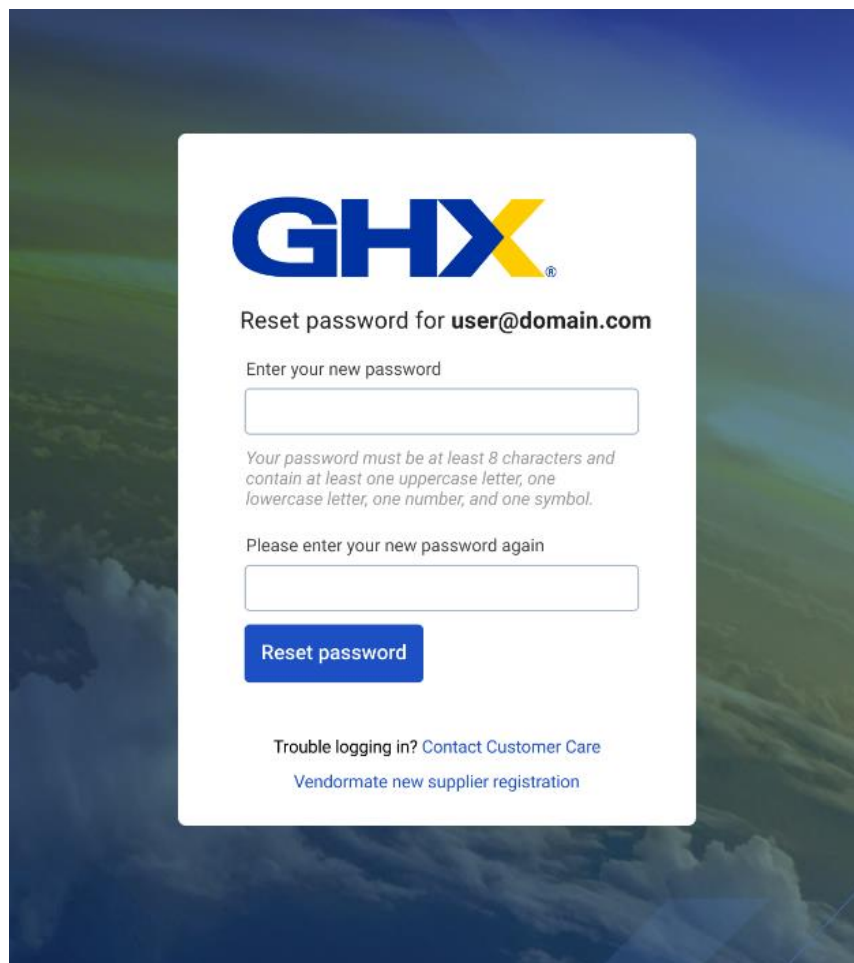 GHX®
Reset password for user@domain.com
Enter your new password
Your password must be at least 8 characters and
contain at least one uppercase letter, one
lowercase letter, one number, and one symbol.
Please enter your new password again
Reset password
Trouble logging in? Contact Customer Care
Vendormate new supplier registration